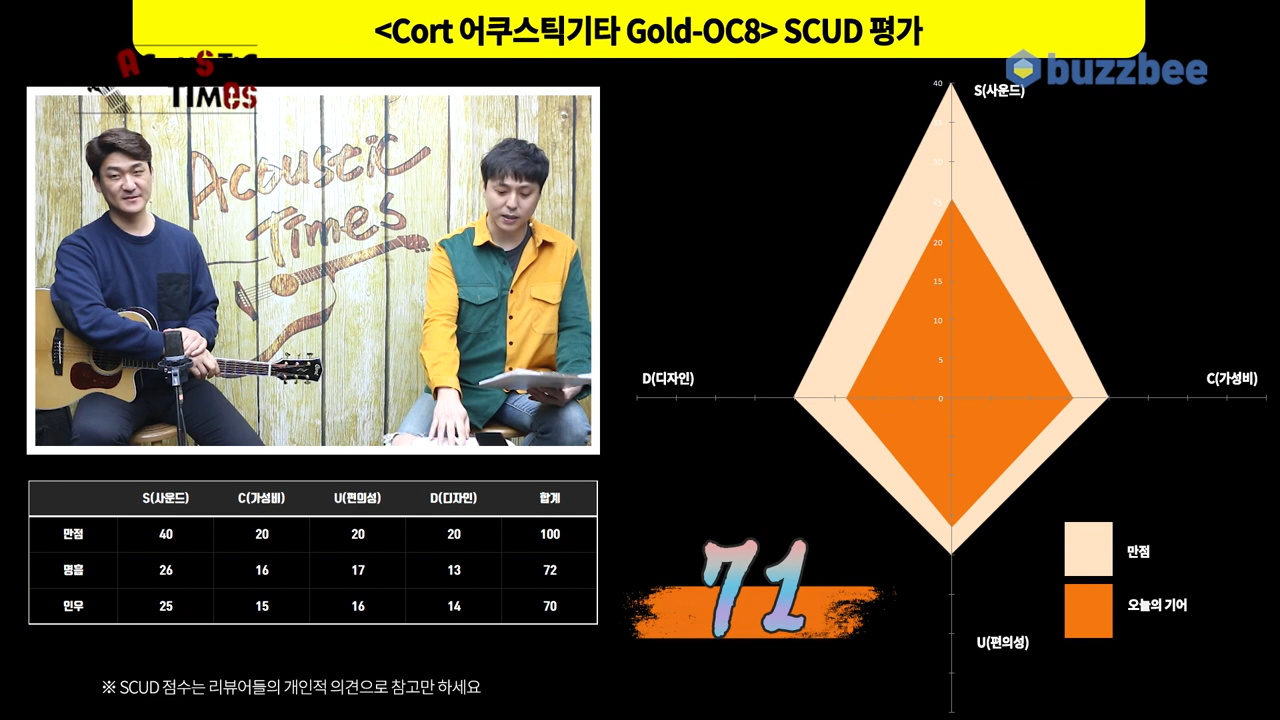 <Cort 어쿠스틱기타 Gold-OC8> SCUD 평가
ACOUSTIC
TIMES
buzzbee
Acoustic
Times
S(사운드)
40
35
30
25
20
15
10
5
0
D(디자인)
C(가성비)
U(편의성)
만점
오늘의 기어
S(사운드) C(가성비) U(편의성) D(디자인) 합계
만점 40 20 20 20 100
명흠 26 16 17 13 72
민우 25 15 16 14 70
71
※ SCUD 점수는 리뷰어들의 개인적 의견으로 참고만 하세요